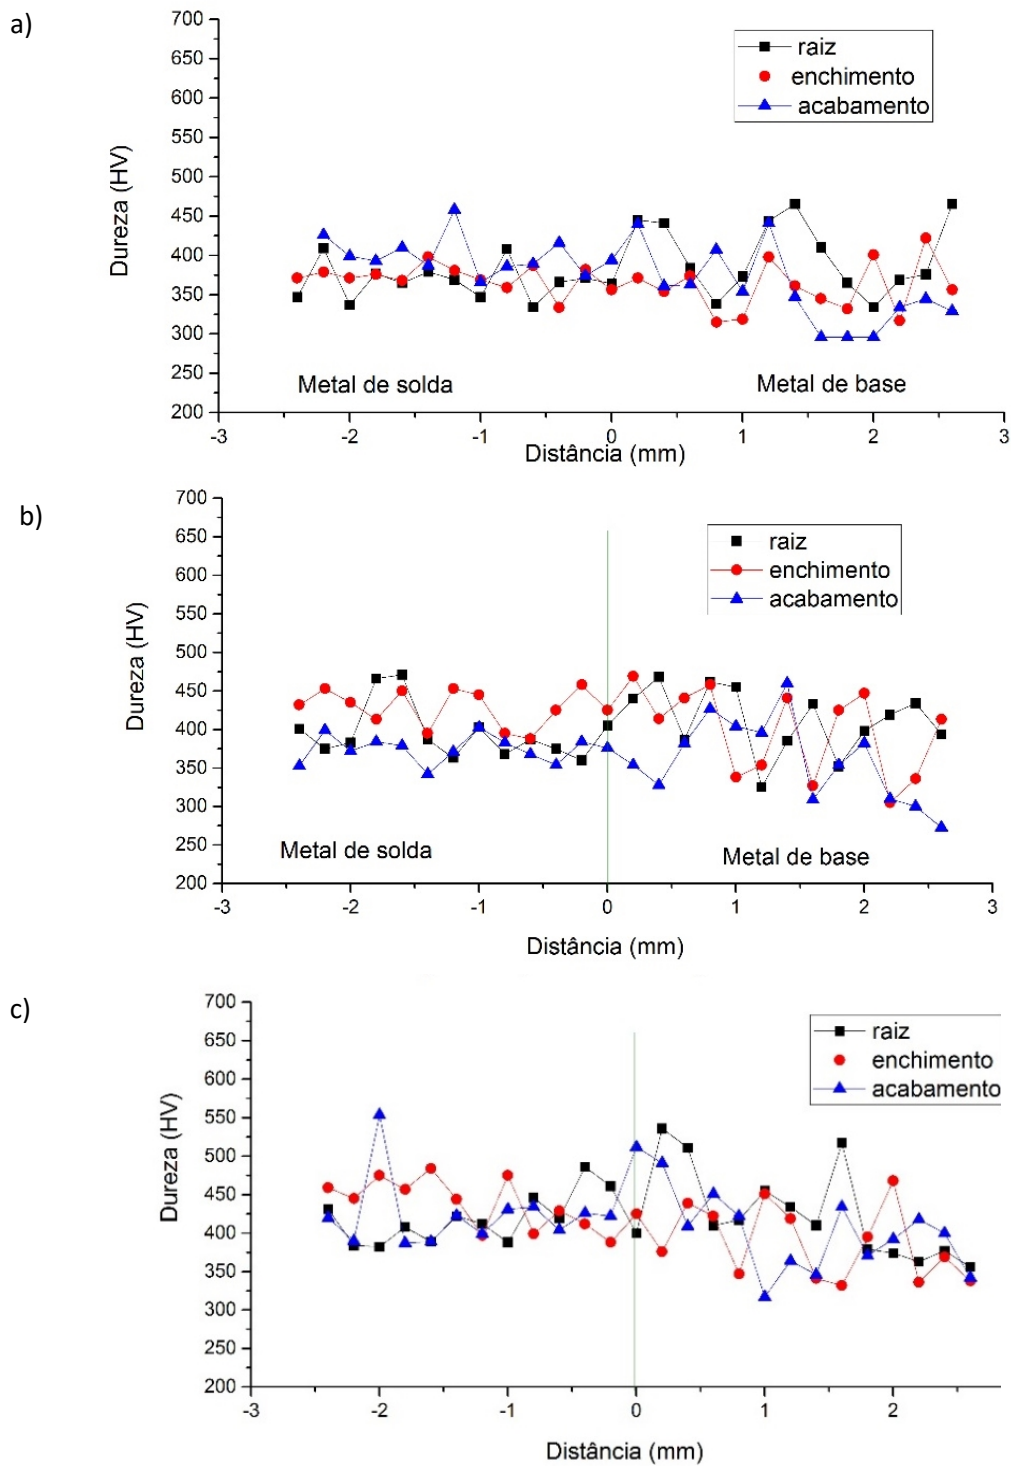 a)
700
650
600
550
500
450
400
350
300
250
200
Dureza (HV)
raiz
enchimento
acabamento
Metal de solda
Metal de base
-3
-2
-1
0
1
2
3
Distância (mm)
b)
700
650
600
550
500
450
400
350
300
250
200
Dureza (HV)
raiz
enchimento
acabamento
Metal de solda
Metal de base
-3
-2
-1
0
1
2
3
Distância (mm)
c)
700
650
600
550
500
450
400
350
300
250
200
Dureza (HV)
raiz
enchimento
acabamento
-3
-2
-1
0
1
2
Distância (mm)